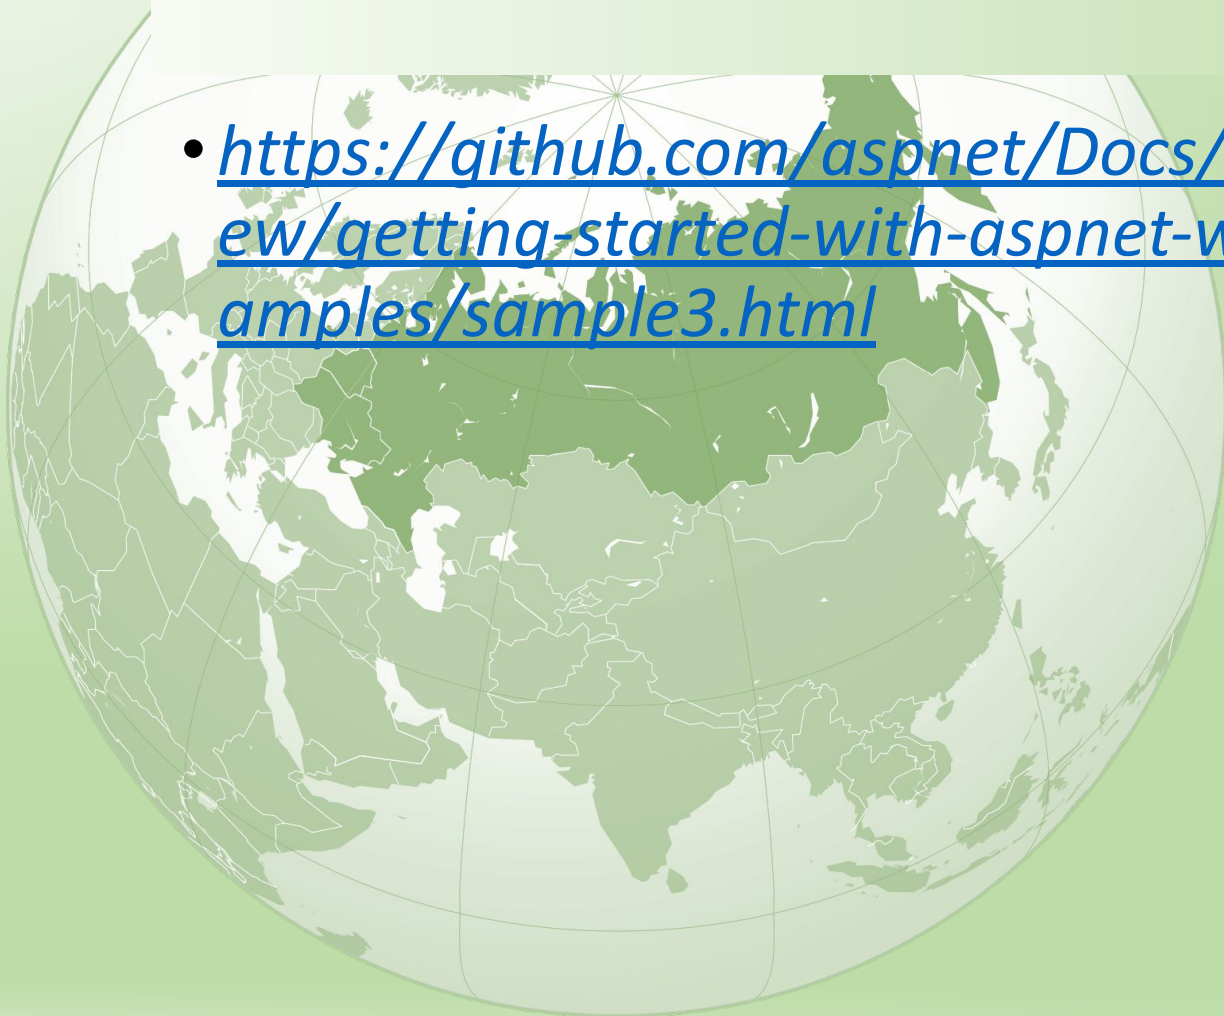 • https://github.com/aspnet/Docs/
ew/getting-started-with-aspnet-w
amples/sample3.html